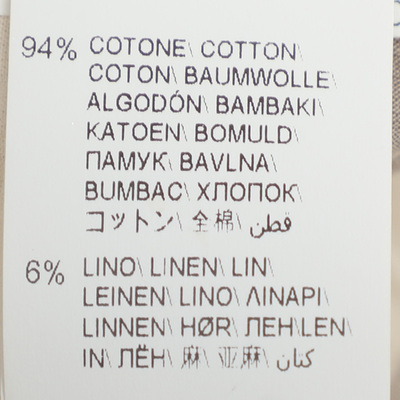 94% COTONE\ COTTON\
COTON\ BAUMWOLLE\
ALGODÓN\ BAMBAKI\
KATOEN\ BOMULD\
ПАМУК\ BAVLNA\
BUMBAC\ ХЛОПОК\
コットン\ 全棉\ قطن
6% LINO\ LINEN\ LIN\
LEINEN\ LINO\ ΛΙΝΑΡΙ\
LINNEN\ HØR\ ЛЕН\LEN\
IN\ ЛЁН\ 麻\ 亚麻\ كتان